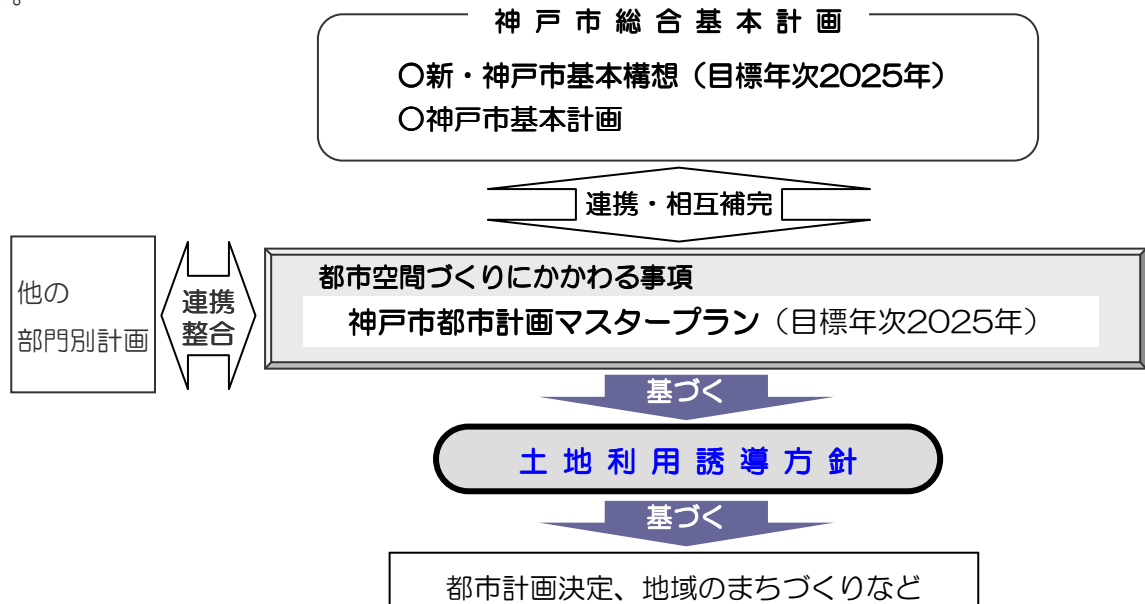 。
神戸市総合基本計画
○新・神戸市基本構想（目標年次2025年）
○神戸市基本計画
連携・相互補完
他の
部門別計画
連携
整合
都市空間づくりにかかわる事項
神戸市都市計画マスタープラン（目標年次2025年）
基づく
土地利用誘導方針
基づく
都市計画決定、地域のまちづくりなど